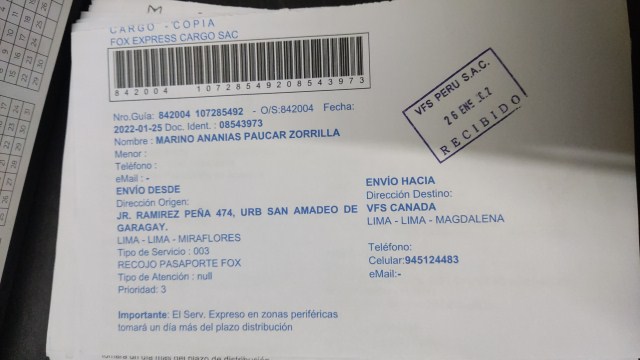 CARGO - COPIA
FOX EXPRESS CARGO SAC
842004 10728549208543973
Nro.Guía: 842004 107285492 - O/S:842004 Fecha:
2022-01-25 Doc. Ident. : 08543973
Nombre : MARINO ANANIAS PAUCAR ZORRILLA
Menor :
Teléfono :
eMail : -
ENVÍO DESDE
Dirección Origen:
JR. RAMIREZ PEÑA 474, URB SAN AMADEO DE
GARAGAY.
LIMA - LIMA - MIRAFLORES
Tipo de Servicio : 003
RECOJO PASAPORTE FOX
Tipo de Atención : null
Prioridad: 3
ENVÍO HACIA
Dirección Destino:
VFS CANADA
LIMA - LIMA - MAGDALENA
Teléfono:
Celular:945124483
eMail:-
Importante: El Serv. Expreso en zonas periféricas
tomará un día más del plazo distribución
VFS PERU S.A.C.
26 ENE
RECIBIDO